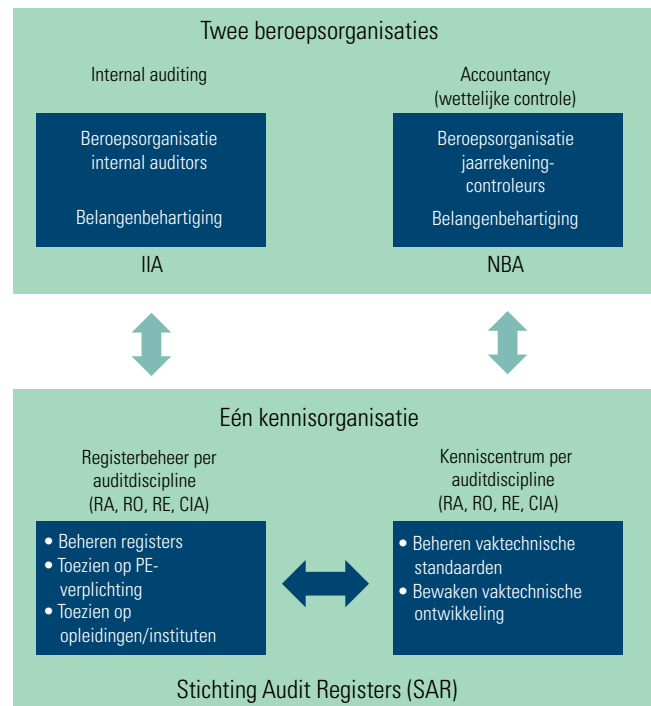 Twee beroepsorganisaties
Internal auditing
Beroepsorganisatie
internal auditors
Belangenbehartiging
IIA
Accountancy
(wettelijke controle)
Beroepsorganisatie
jaarrekening-
controleurs
Belangenbehartiging
NBA
Eén kennisorganisatie
Registerbeheer per
auditdiscipline
(RA, RO, RE, CIA)
• Beheren registers
• Toezien op PE-
verplichting
• Toezien op
opleidingen/instituten
Kenniscentrum per
auditdiscipline
(RA, RO, RE, CIA)
• Beheren vaktechnische
standaarden
• Bewaken vaktechnische
ontwikkeling
Stichting Audit Registers (SAR)